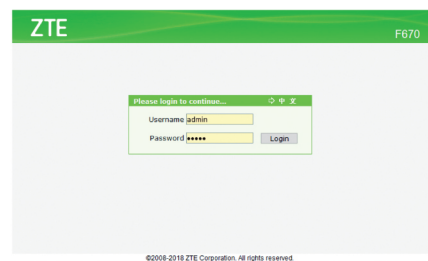 ZTE
F670
Please login to continue... 中文
Username admin
Password •••••
Login
©2008-2018 ZTE Corporation. All rights reserved.